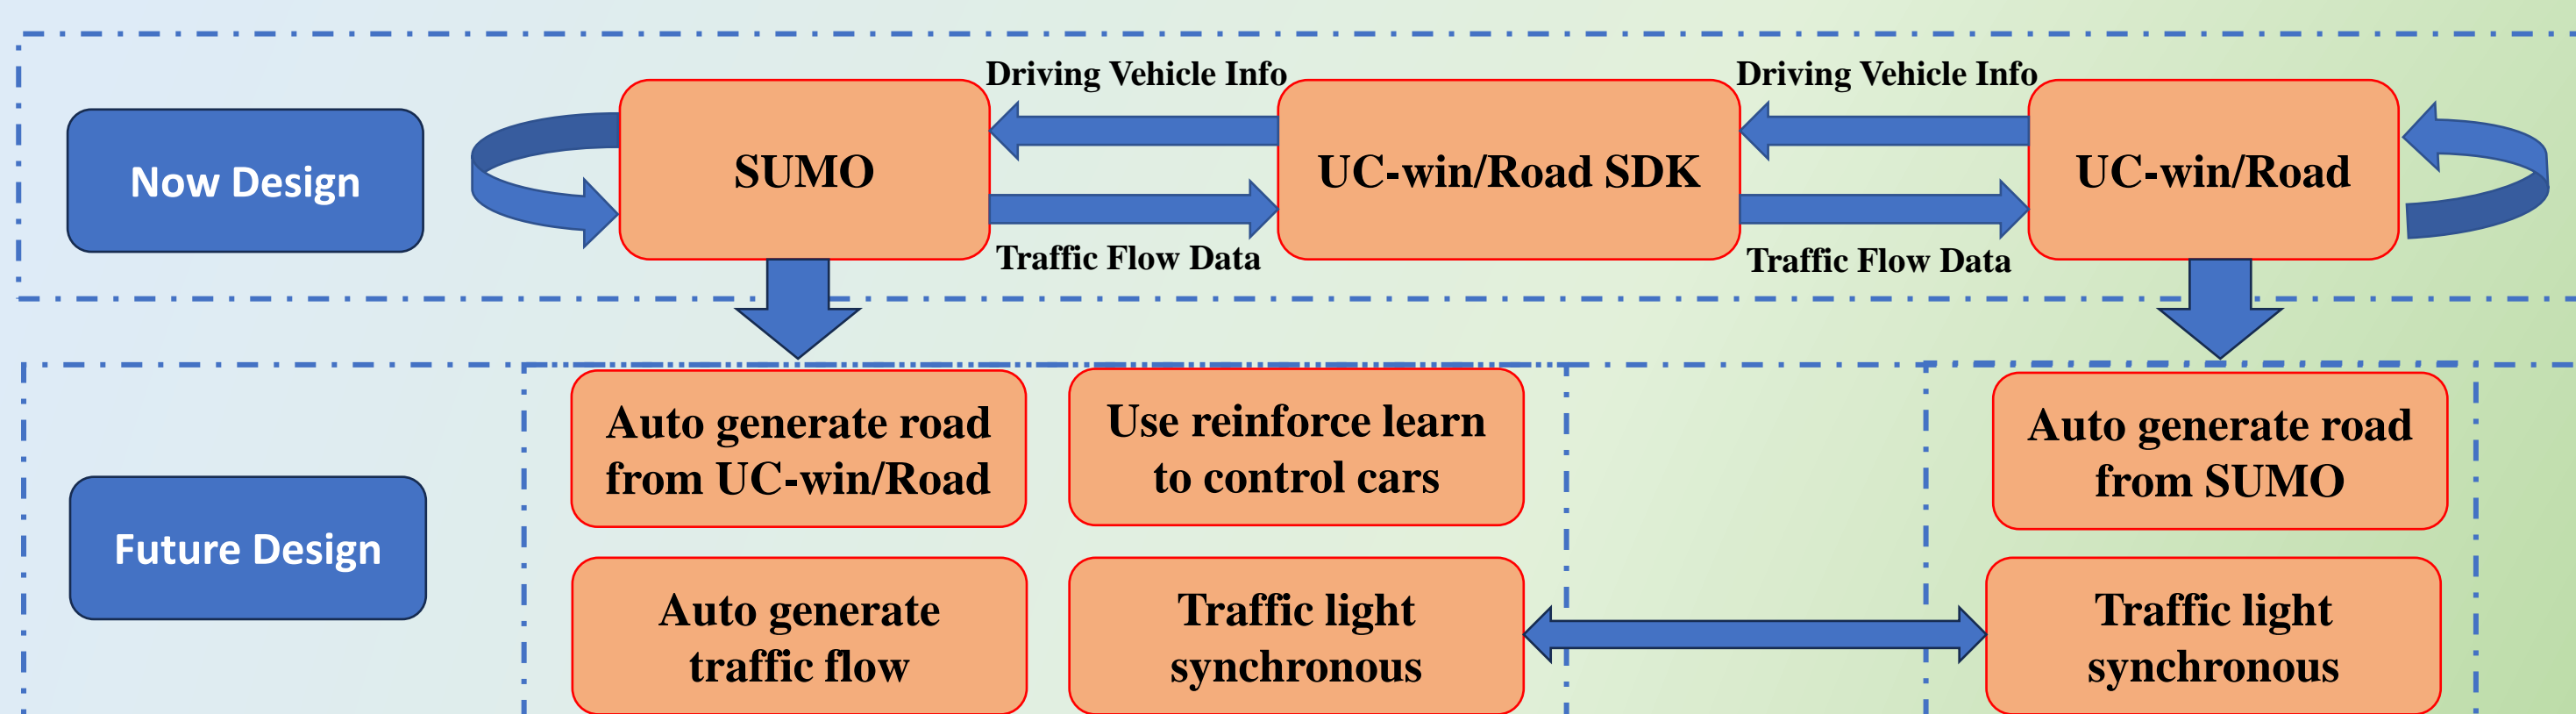 Driving Vehicle Info
Driving Vehicle Info
Now Design
SUMO
UC-win/Road SDK
UC-win/Road
Traffic Flow Data
Traffic Flow Data
Auto generate road
from UC-win/Road
Use reinforce learn
to control cars
Auto generate road
from SUMO
Future Design
Auto generate
traffic flow
Traffic light
synchronous
Traffic light
synchronous